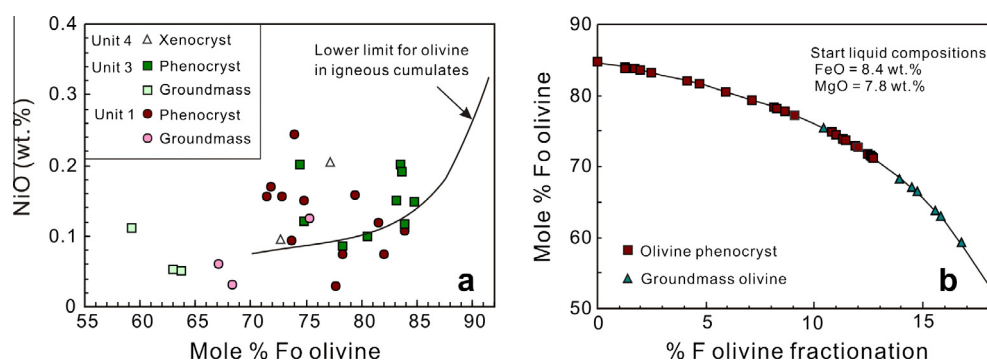 0.4
0.3
0.2
0.1
0
NiO (wt.%)
Unit 4 Xenocryst
Unit 3 Phenocryst
Groundmass
Unit 1 Phenocryst
Groundmass
Lower limit for olivine
in igneous cumulates
a
55 60 65 70 75 80 85 90
Mole % Fo olivine
90
80
70
60
50
Mole % Fo olivine
Start liquid compositions
FeO = 8.4 wt.%
MgO = 7.8 wt.%
Olivine phenocryst
Groundmass olivine
b
0 5 10 15
% F olivine fractionation